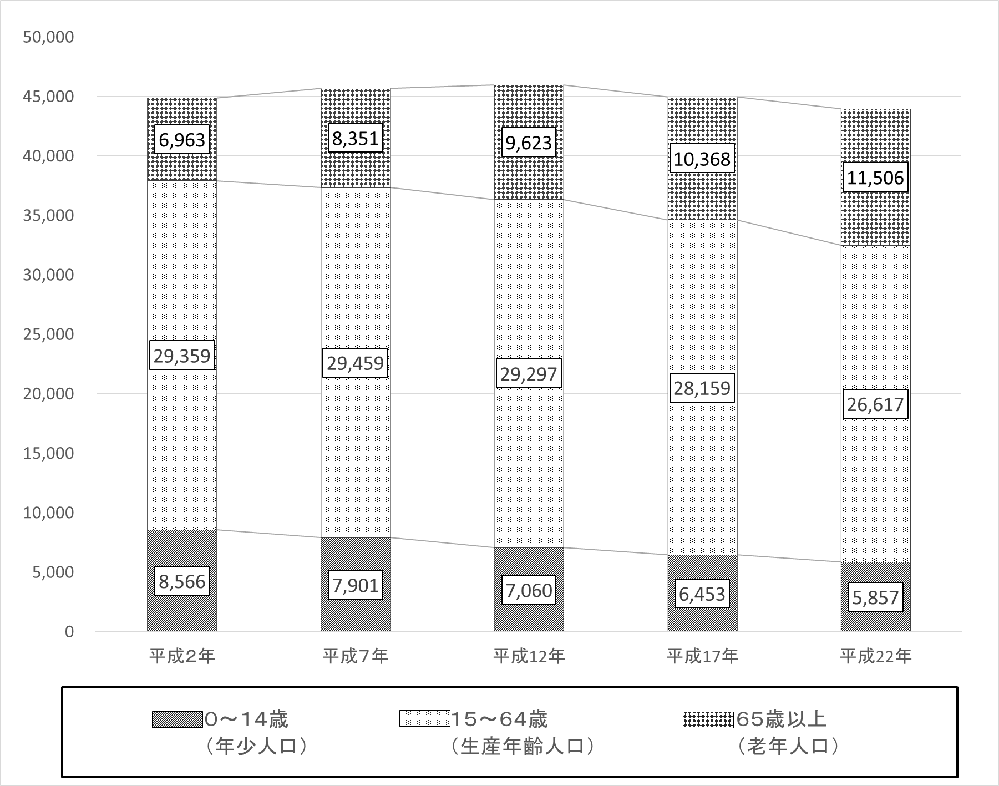 50,000
45,000
40,000
35,000
30,000
25,000
20,000
15,000
10,000
5,000
0
6,963
8,351
9,623
10,368
11,506
29,359
29,459
29,297
28,159
26,617
8,566
7,901
7,060
6,453
5,857
平成２年
平成７年
平成12年
平成17年
平成22年
０～１４歳
（年少人口）
１５～６４歳
（生産年齢人口）
６５歳以上
（老年人口）